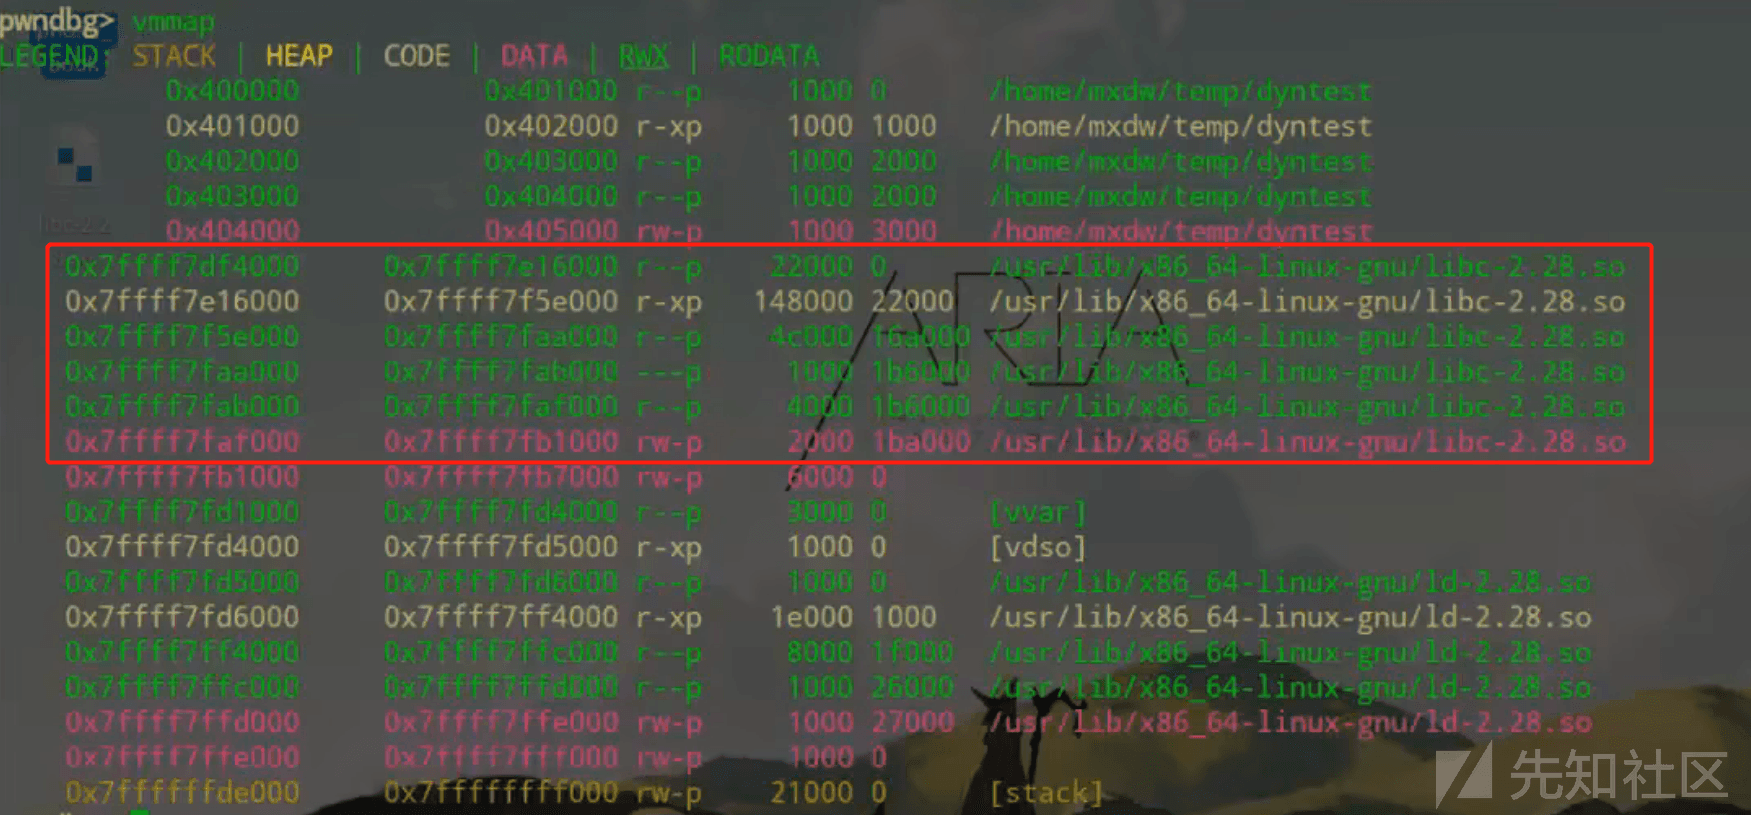 pwndbg> vmmap
LEGEND: STACK | HEAP | CODE | DATA | RWX | RODATA
0x400000 0x401000 r--p 1000 0 /home/mxdw/temp/dyntest
0x401000 0x402000 r-xp 1000 1000 /home/mxdw/temp/dyntest
0x402000 0x403000 r--p 1000 2000 /home/mxdw/temp/dyntest
0x403000 0x404000 r--p 1000 2000 /home/mxdw/temp/dyntest
libc-2.2
0x404000 0x405000 rw-p 1000 3000 /home/mxdw/temp/dyntest
0x7ffff7df4000 0x7ffff7e16000 r--p 22000 0 /usr/lib/x86_64-linux-gnu/libc-2.28.so
0x7ffff7e16000 0x7ffff7f5e000 r-xp 148000 22000 /usr/lib/x86_64-linux-gnu/libc-2.28.so
0x7ffff7f5e000 0x7ffff7faa000 r--p 4c000 16a000 /usr/lib/x86_64-linux-gnu/libc-2.28.so
ARIA
0x7ffff7faa000 0x7ffff7fab000 ---p 1000 1b6000 /usr/lib/x86_64-linux-gnu/libc-2.28.so
0x7ffff7fab000 0x7ffff7faf000 r--p 4000 1b6000 /usr/lib/x86_64-linux-gnu/libc-2.28.so
0x7ffff7faf000 0x7ffff7fb1000 rw-p 2000 1ba000 /usr/lib/x86_64-linux-gnu/libc-2.28.so
0x7ffff7fb1000 0x7ffff7fb7000 rw-p 6000 0
0x7ffff7fd1000 0x7ffff7fd4000 r--p 3000 0 [vvar]
0x7ffff7fd4000 0x7ffff7fd5000 r-xp 1000 0 [vdso]
0x7ffff7fd5000 0x7ffff7fd6000 r--p 1000 0 /usr/lib/x86_64-linux-gnu/ld-2.28.so
0x7ffff7fd6000 0x7ffff7ff4000 r-xp 1e000 1000 /usr/lib/x86_64-linux-gnu/ld-2.28.so
0x7ffff7ff4000 0x7ffff7ffc000 r--p 8000 1f000 /usr/lib/x86_64-linux-gnu/ld-2.28.so
0x7ffff7ffc000 0x7ffff7ffd000 r--p 1000 26000 /usr/lib/x86_64-linux-gnu/ld-2.28.so
0x7ffff7ffd000 0x7ffff7ffe000 rw-p 1000 27000 /usr/lib/x86_64-linux-gnu/ld-2.28.so
0x7ffff7ffe000 0x7ffff7fff000 rw-p 1000 0
0x7ffffffde000 0x7ffffffff000 rw-p 21000 0 [stack]
先知社区